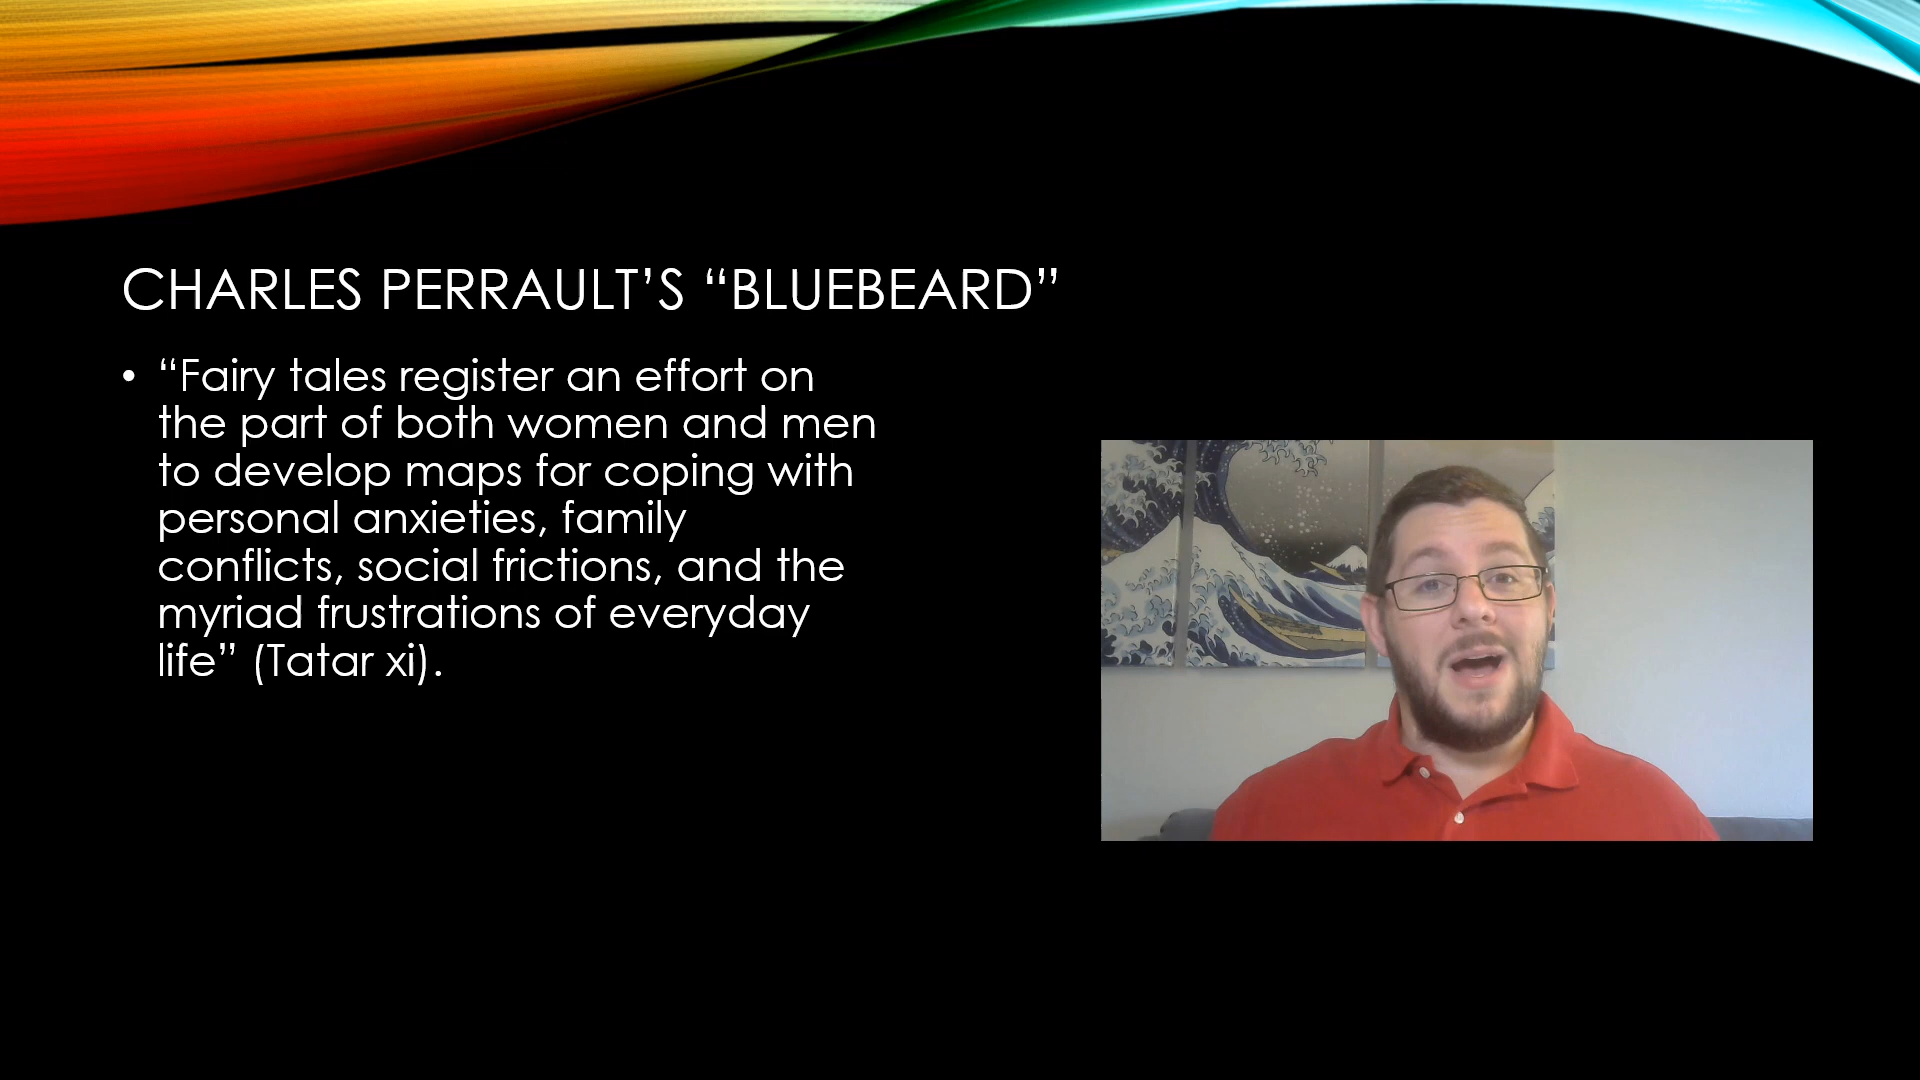 CHARLES PERRAULT’S “BLUEBEARD”
• “Fairy tales register an effort on
the part of both women and men
to develop maps for coping with
personal anxieties, family
conflicts, social frictions, and the
myriad frustrations of everyday
life” (Tatar xi).